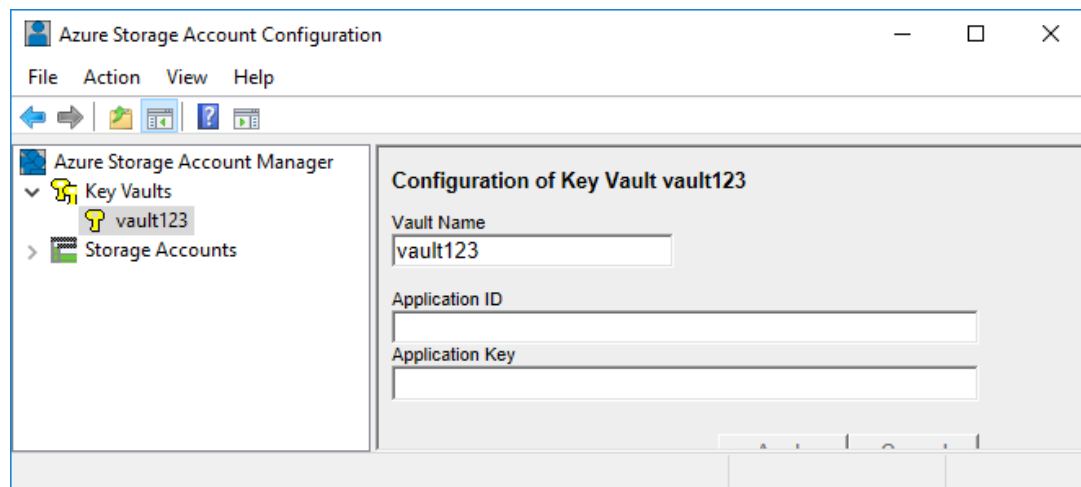 Azure Storage Account Configuration
File Action View Help
Azure Storage Account Manager
Key Vaults
vault123
Storage Accounts
Configuration of Key Vault vault123
Vault Name
vault123
Application ID
Application Key